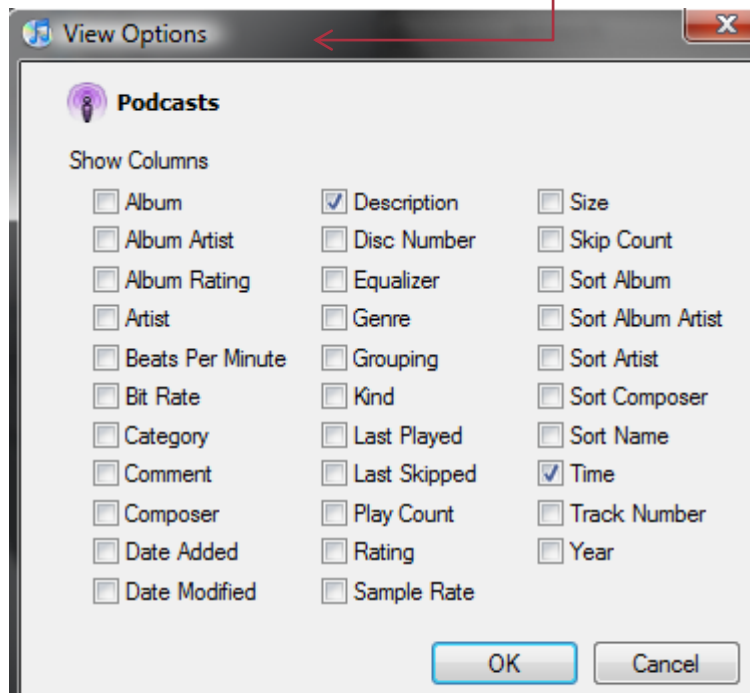 View Options
Podcasts
Show Columns
Album
Album Artist
Album Rating
Artist
Beats Per Minute
Bit Rate
Category
Comment
Composer
Date Added
Date Modified
Description
Disc Number
Equalizer
Genre
Grouping
Kind
Last Played
Last Skipped
Play Count
Rating
Sample Rate
Size
Skip Count
Sort Album
Sort Album Artist
Sort Artist
Sort Composer
Sort Name
Time
Track Number
Year
OK
Cancel